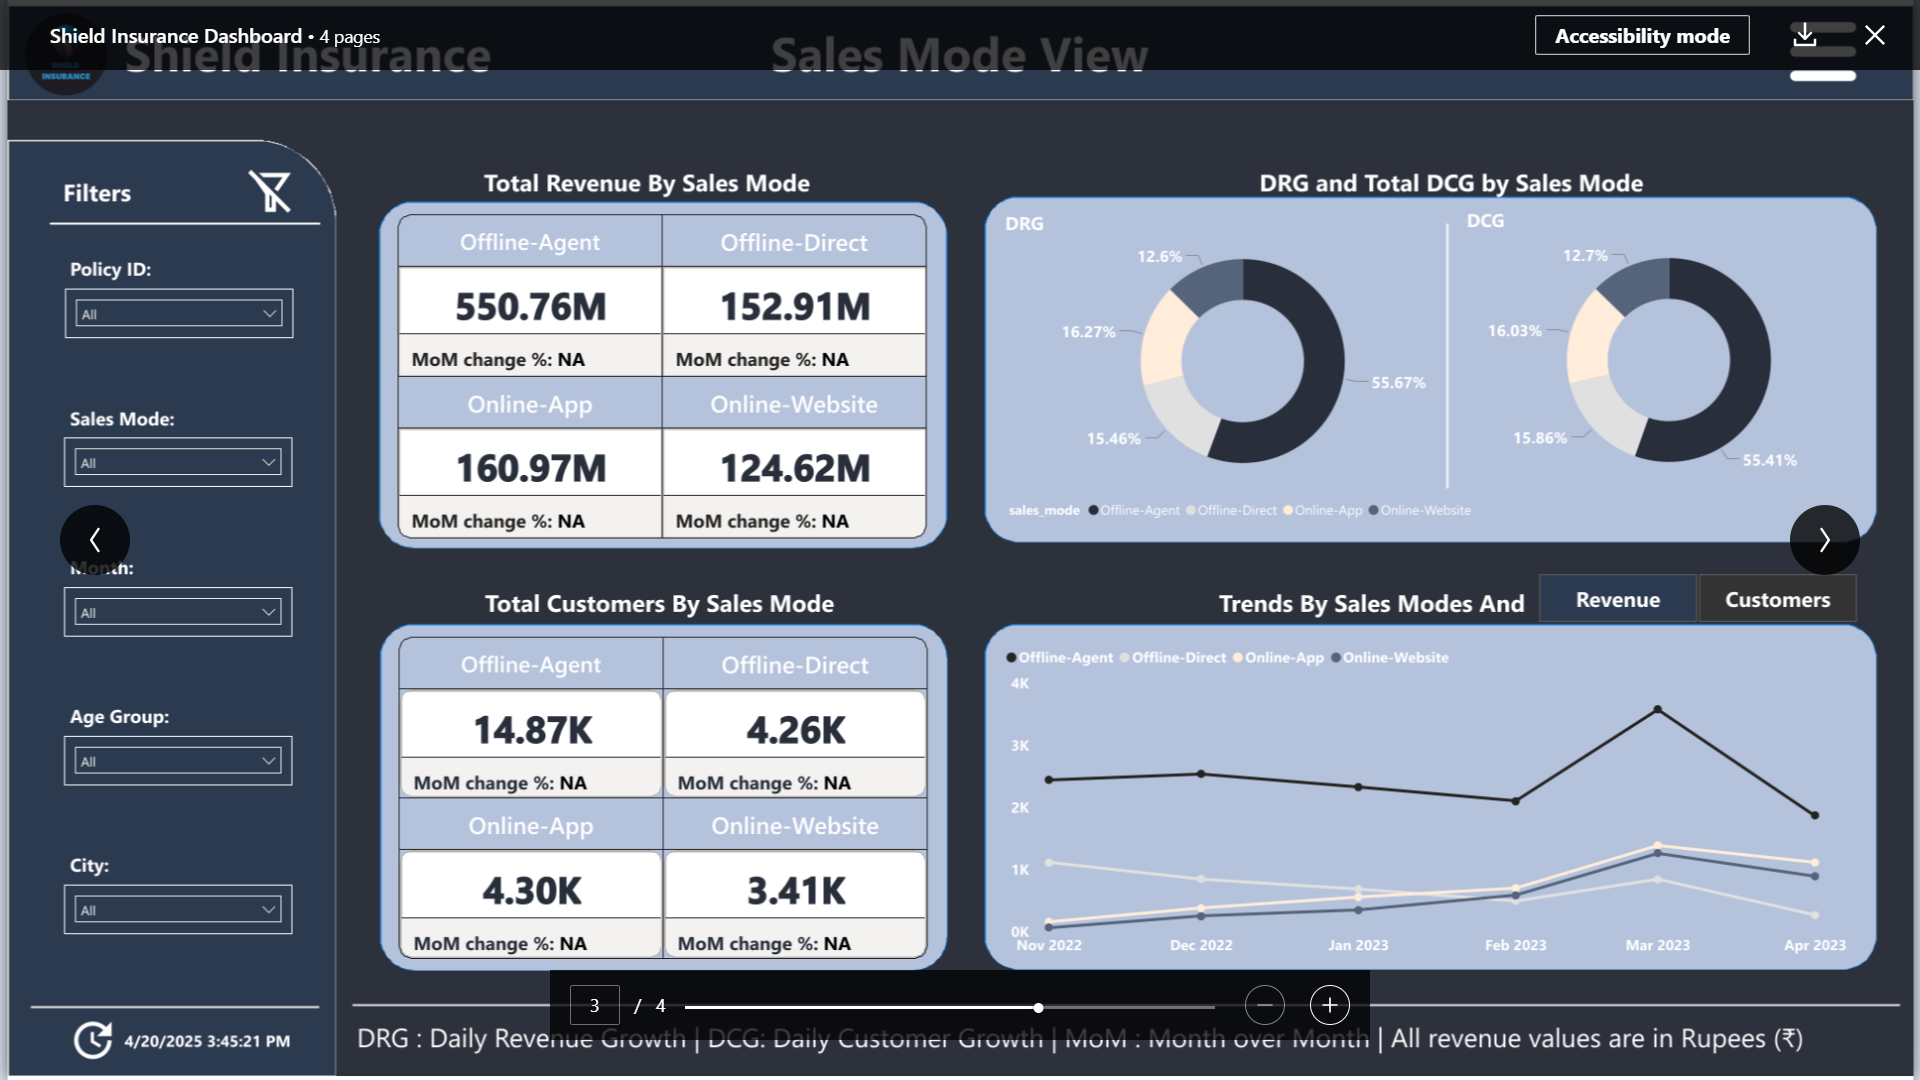 Shield Insurance Dashboard • 4 pages
Accessibility mode
SHIELD
INSURANCE
Shield Insurance
Sales Mode View
Filters
Policy ID:
All
Sales Mode:
All
Month:
All
Age Group:
All
City:
All
4/20/2025 3:45:21 PM
Total Revenue By Sales Mode
Offline-Agent Offline-Direct
550.76M 152.91M
MoM change %: NA MoM change %: NA
Online-App Online-Website
160.97M 124.62M
MoM change %: NA MoM change %: NA
DRG and Total DCG by Sales Mode
DRG
12.6%
16.27%
55.67%
15.46%
DCG
12.7%
16.03%
15.86%
55.41%
sales_mode Offline-Agent Offline-Direct Online-App Online-Website
Total Customers By Sales Mode
Offline-Agent Offline-Direct
14.87K 4.26K
MoM change %: NA MoM change %: NA
Online-App Online-Website
4.30K 3.41K
MoM change %: NA MoM change %: NA
Trends By Sales Modes And
Revenue Customers
Offline-Agent Offline-Direct Online-App Online-Website
4K
3K
2K
1K
0K
Nov 2022 Dec 2022 Jan 2023 Feb 2023 Mar 2023 Apr 2023
3 / 4
DRG : Daily Revenue Growth | DCG: Daily Customer Growth | MoM : Month over Month | All revenue values are in Rupees (₹)